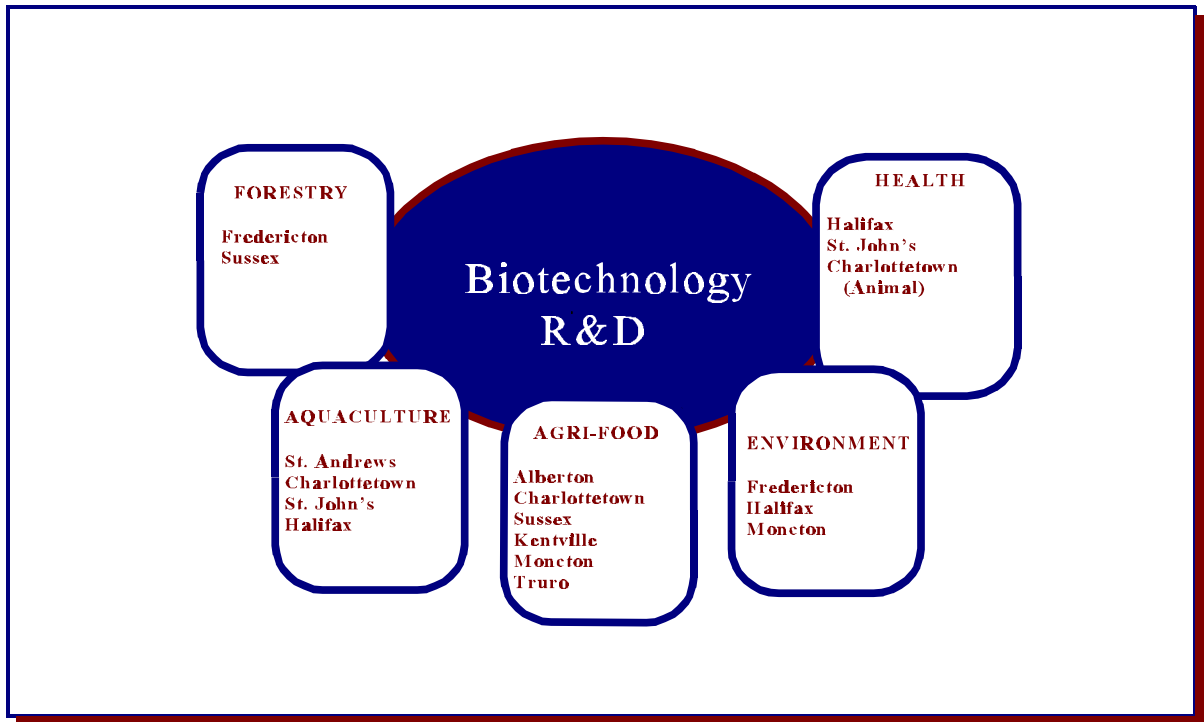 Biotechnology
R&D
FORESTRY
Fredericton
Sussex
AQUACULTURE
St. Andrews
Charlottetown
St. John's
Halifax
AGRI-FOOD
Alberton
Charlottetown
Sussex
Kentville
Moncton
Truro
ENVIRONMENT
Fredericton
Halifax
Moncton
HEALTH
Halifax
St. John's
Charlottetown
(Animal)